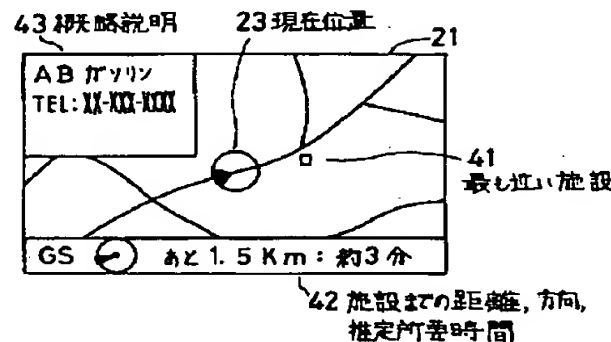 43 概略説明
23 現在位置
21
AB ガソリン
TEL:XX-XXX-XXXX
41
最も近い施設
GS あと1.5Km:約3分
42 施設までの距離,方向,
推定所要時間